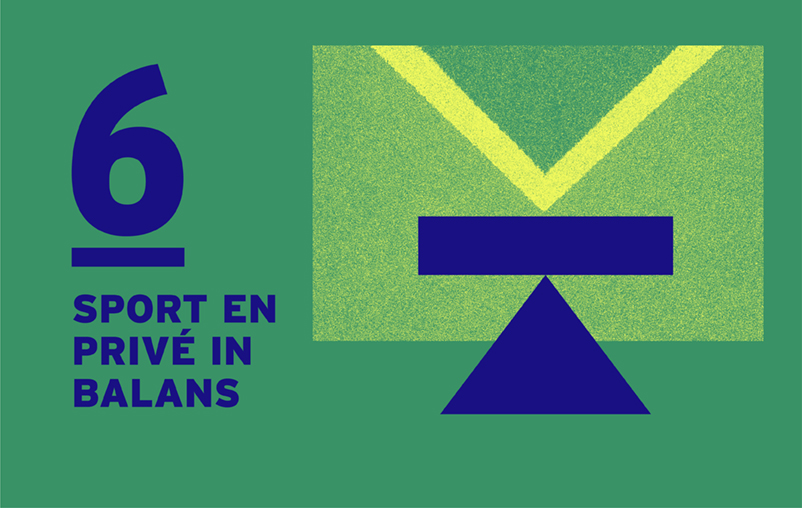 6
SPORT EN
PRIVÉ IN
BALANS